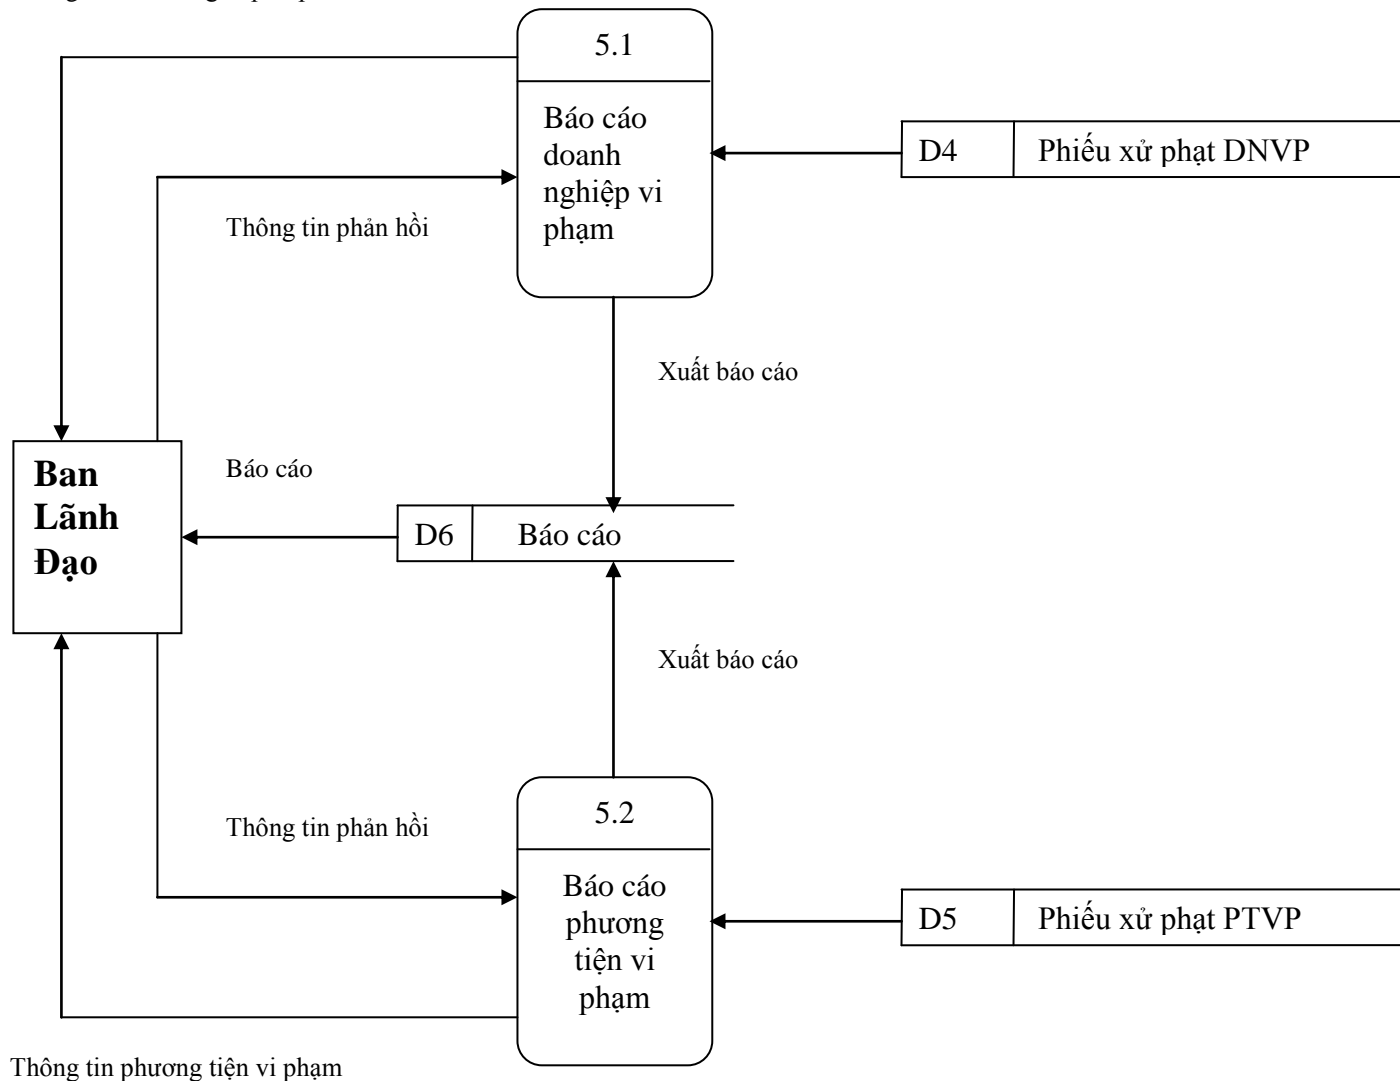 5.1
Báo cáo
doanh
nghiệp vi
phạm
D4 Phiếu xử phạt DNVP
Thông tin phản hồi
Xuất báo cáo
Ban
Lãnh
Đạo
Báo cáo
D6 Báo cáo
Xuất báo cáo
Thông tin phản hồi
5.2
Báo cáo
phương
tiện vi
phạm
D5 Phiếu xử phạt PTVP
Thông tin phương tiện vi phạm